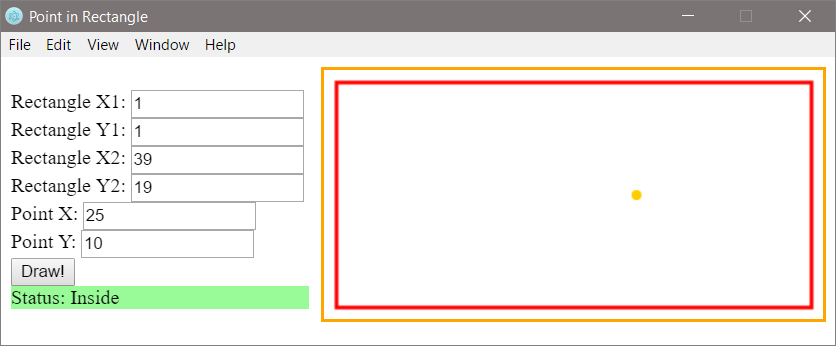 Point in Rectangle
File Edit View Window Help
Rectangle X1: 1
Rectangle Y1: 1
Rectangle X2: 39
Rectangle Y2: 19
Point X: 25
Point Y: 10
Draw!
Status: Inside